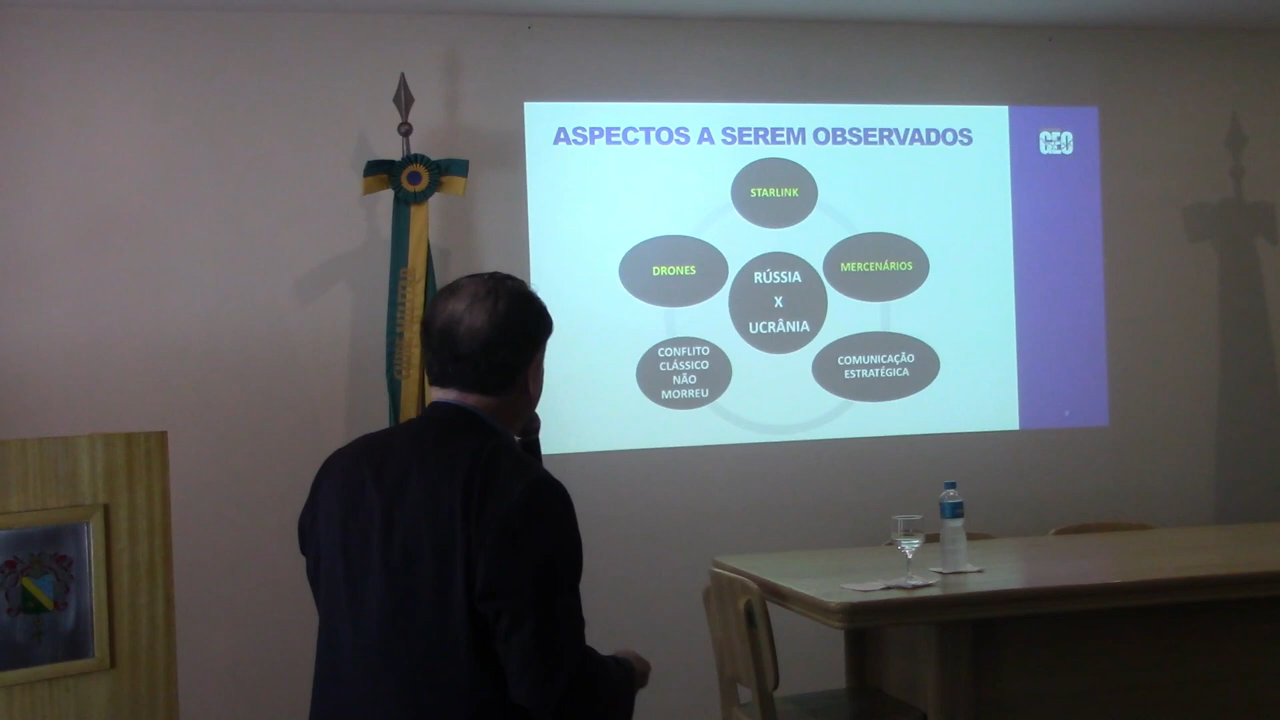 ASPECTOS A SEREM OBSERVADOS
GEO
STARLINK
DRONES
MERCENÁRIOS
RÚSSIA
X
UCRÂNIA
CONFLITO
CLÁSSICO
NÃO
MORREU
COMUNICAÇÃO
ESTRATÉGICA